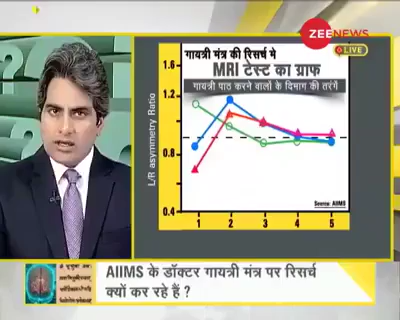 ZEE NEWS
LIVE
गायत्री मंत्र की रिसर्च मे
MRI टेस्ट का ग्राफ
गायत्री पाठ करने वालों के दिमाग की तरंगें
L/R asymmetry Ratio
1.6
1.2
0.8
0.4
1 2 3 4 5
Source: AIIMS
AIIMS के डॉक्टर गायत्री मंत्र पर रिसर्च
क्यों कर रहे हैं ?